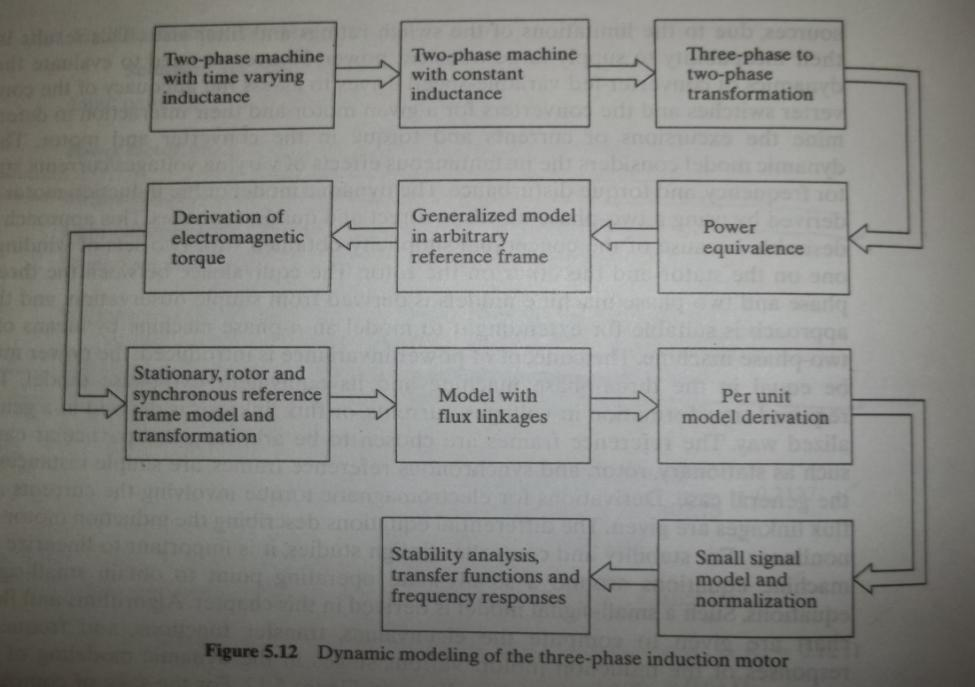 Two-phase machine
with time varying
inductance
Two-phase machine
with constant
inductance
Three-phase to
two-phase
transformation
Power
equivalence
Generalized model
in arbitrary
reference frame
Derivation of
electromagnetic
torque
Stationary, rotor and
synchronous reference
frame model and
transformation
Model with
flux linkages
Per unit
model derivation
Small signal
model and
normalization
Stability analysis,
transfer functions and
frequency responses
Figure 5.12 Dynamic modeling of the three-phase induction motor